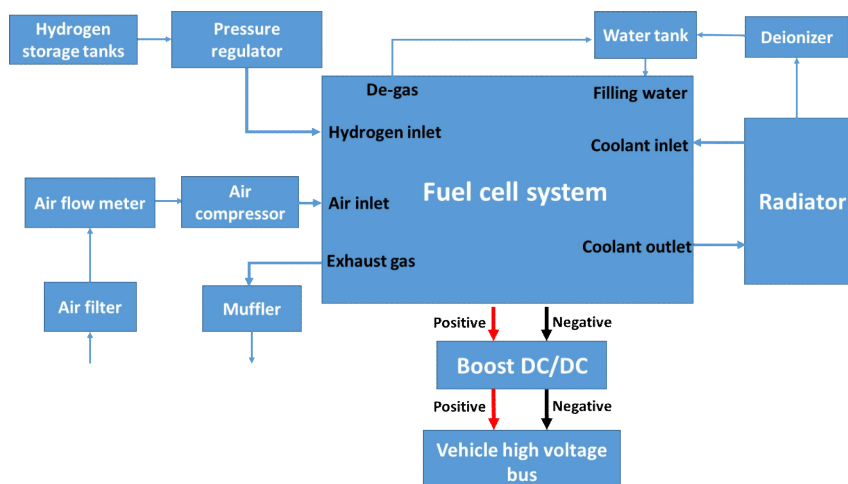 Hydrogen
storage tanks
Pressure
regulator
Water tank
Deionizer
De-gas
Filling water
Hydrogen inlet
Coolant inlet
Air flow meter
Air
compressor
Air inlet
Fuel cell system
Radiator
Exhaust gas
Coolant outlet
Air filter
Muffler
Positive
Negative
Boost DC/DC
Positive
Negative
Vehicle high voltage
bus